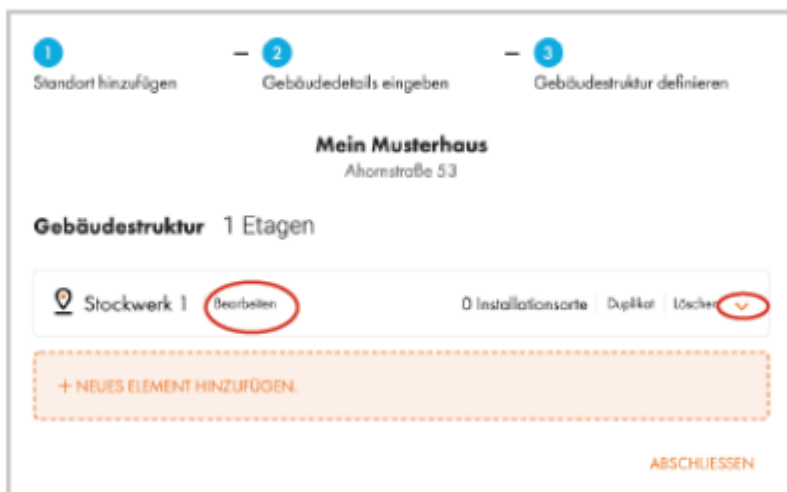 1 – 2 – 3
Standort hinzufügen Gebäudedetails eingeben Gebäudestruktur definieren
Mein Musterhaus
Ahornstraße 53
Gebäudestruktur 1 Etagen
Stockwerk 1 Bearbeiten 0 Installationsorte Duplikat Löschen
+ NEUES ELEMENT HINZUFÜGEN.
ABSCHLIESSEN